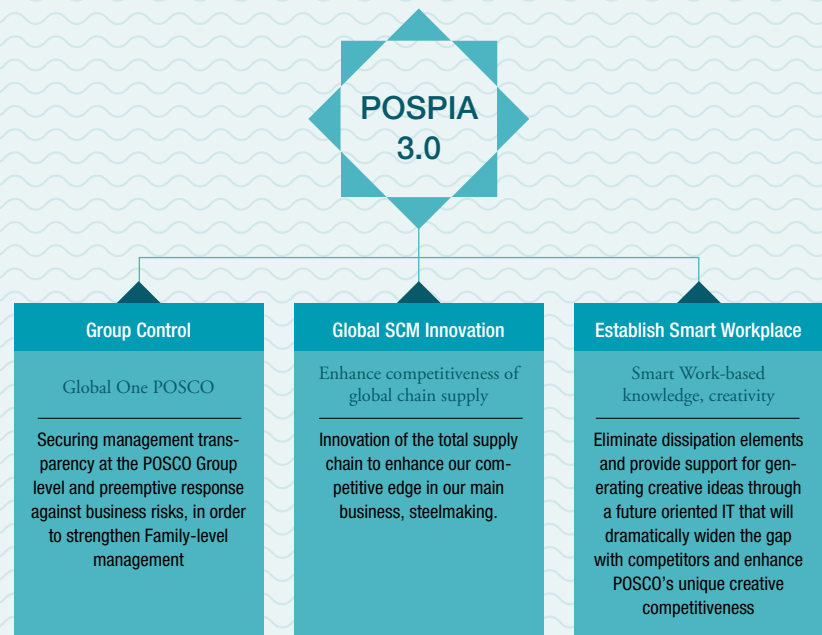 POSPIA
3.0
Group Control
Global One POSCO
Securing management trans-
parency at the POSCO Group
level and preemptive response
against business risks, in order
to strengthen Family-level
management
Global SCM Innovation
Enhance competitiveness of
global chain supply
Innovation of the total supply
chain to enhance our com-
petitive edge in our main
business, steelmaking.
Establish Smart Workplace
Smart Work-based
knowledge, creativity
Eliminate dissipation elements
and provide support for gen-
erating creative ideas through
a future oriented IT that will
dramatically widen the gap
with competitors and enhance
POSCO's unique creative
competitiveness